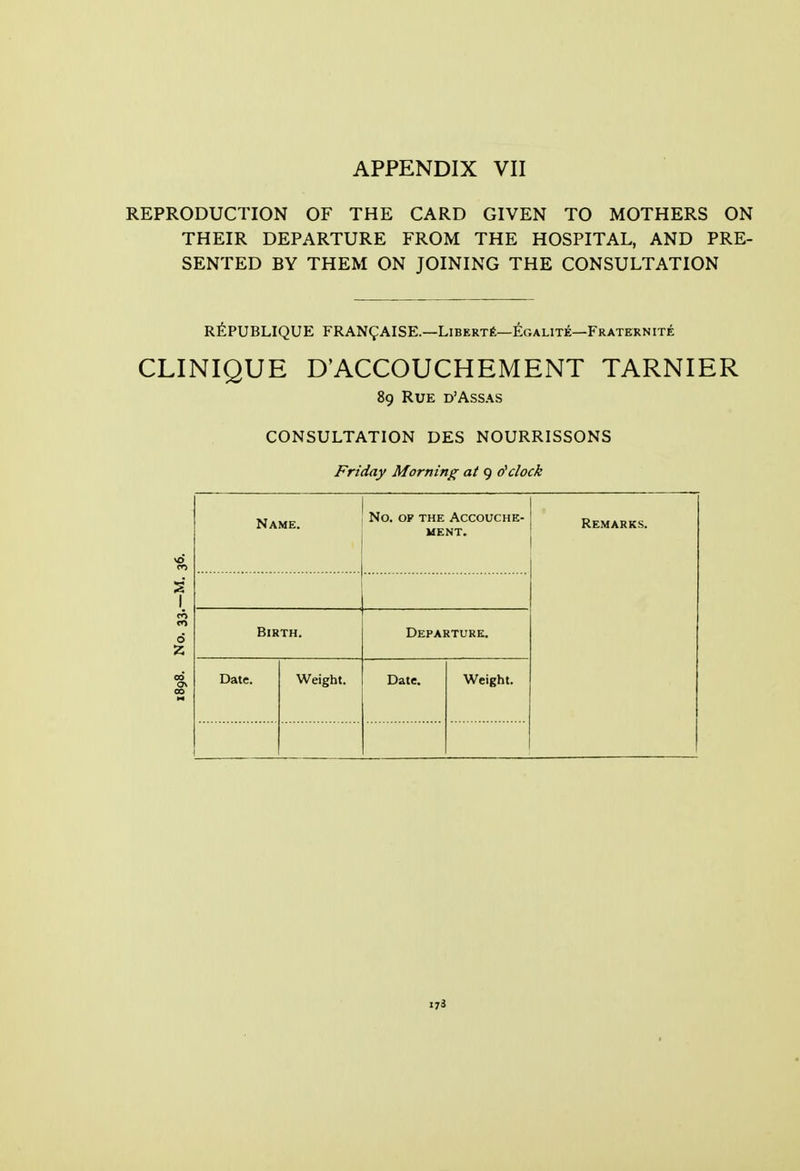 APPENDIX VII
REPRODUCTION OF THE CARD GIVEN TO MOTHERS ON
THEIR DEPARTURE FROM THE HOSPITAL, AND PRE-
SENTED BY THEM ON JOINING THE CONSULTATION
RÉPUBLIQUE FRANÇAISE.—LIBERTÉ—ÉGALITÉ—FRATERNITÉ
CLINIQUE D'ACCOUCHEMENT TARNIER
89 RUE D'ASSAS
CONSULTATION DES NOURRISSONS
Friday Morning at 9 o'clock
1898. No. 33.—M. 36.
NAME.
NO. OF THE ACCOUCHE-
MENT.
REMARKS.
BIRTH.
DEPARTURE.
Date.
Weight.
Date.
Weight.